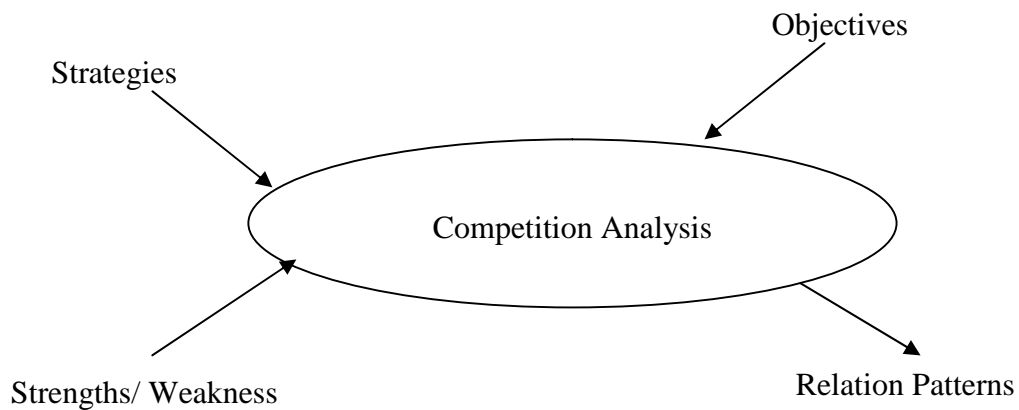 Objectives
Strategies
Competition Analysis
Strengths/ Weakness
Relation Patterns